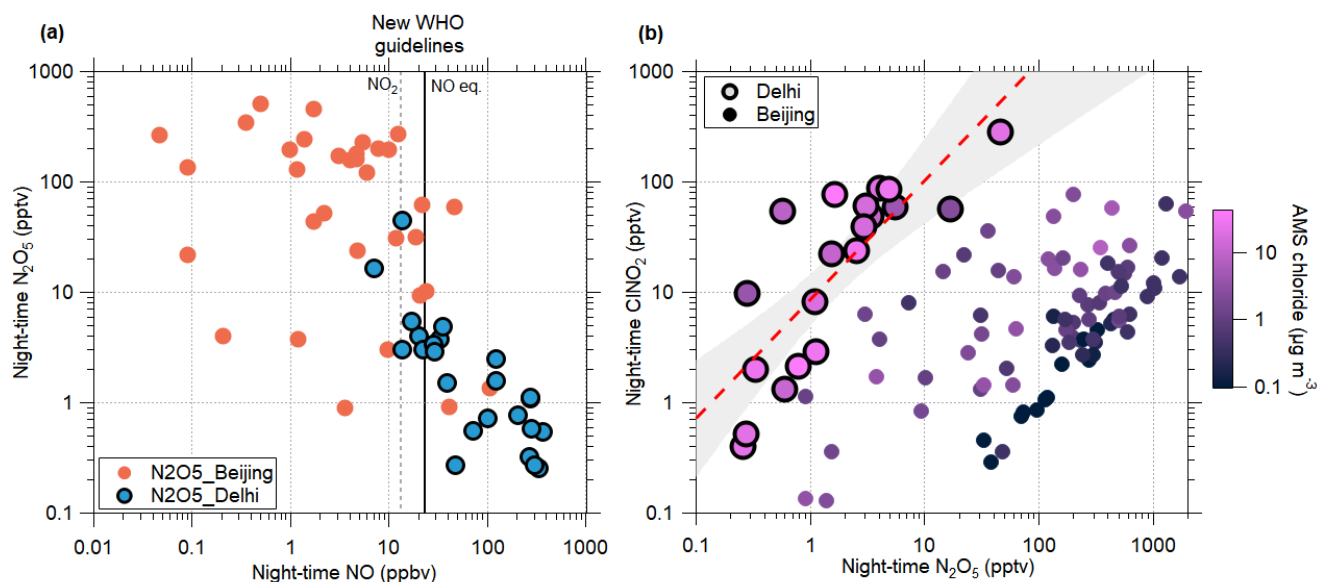 (a)
New WHO
guidelines
NO2
NO eq.
1000
100
10
1
0.1
Night-time N2O5 (pptv)
N2O5_Beijing
N2O5_Delhi
0.01
0.1
1
10
100
1000
Night-time NO (ppbv)
(b)
1000
100
10
1
0.1
Night-time ClNO2 (pptv)
Delhi
Beijing
0.1
1
10
100
1000
Night-time N2O5 (pptv)
10
1
0.1
AMS chloride (µg m-3)